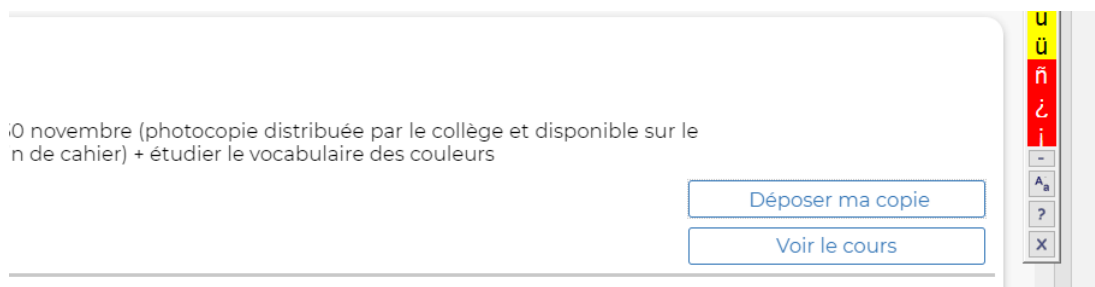 ü
ñ
¿
¡
novembre (photocopie distribuée par le collège et disponible sur le
n de cahier) + étudier le vocabulaire des couleurs
-
Aa
Déposer ma copie
?
Voir le cours
X